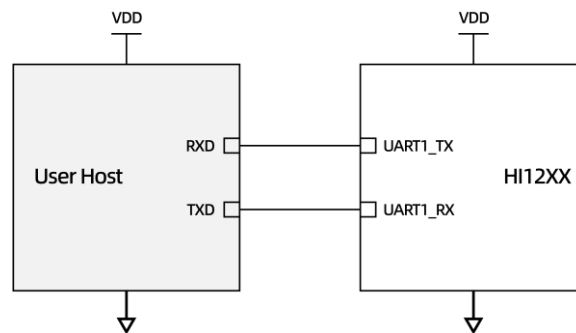 VDD VDD
RXD UART1_TX
User Host HI12XX
TXD UART1_RX